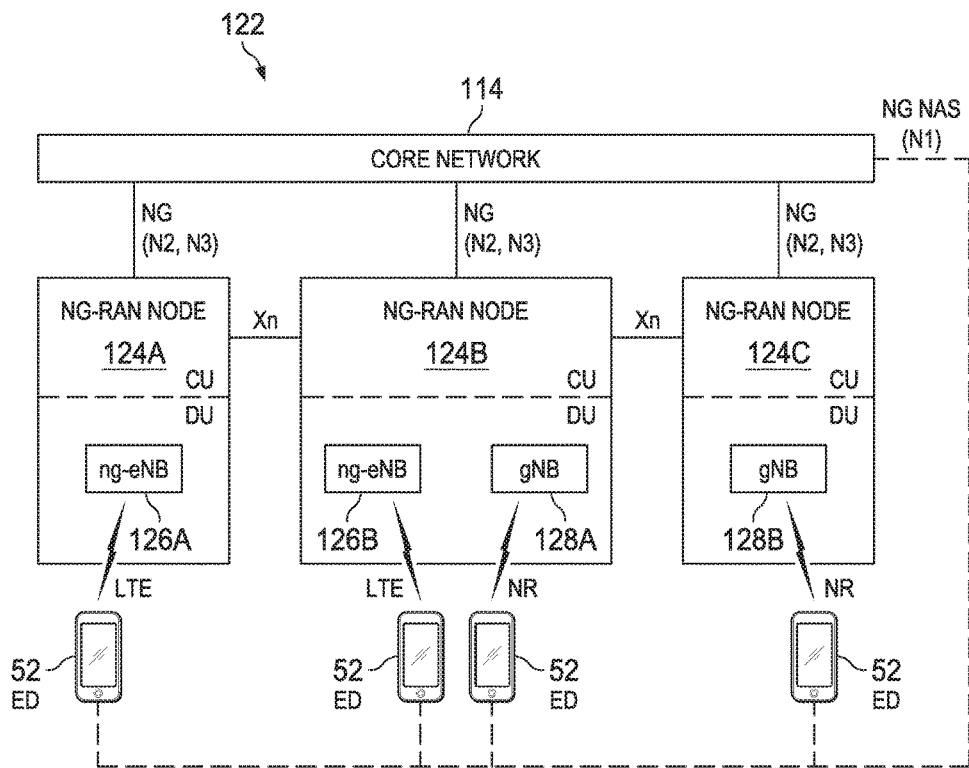 122
114
NG NAS
(N1)
CORE NETWORK
NG
(N2, N3)
NG
(N2, N3)
NG
(N2, N3)
NG-RAN NODE
124A
CU
DU
ng-eNB
126A
Xn
NG-RAN NODE
124B
CU
DU
ng-eNB
126B
gNB
128A
Xn
NG-RAN NODE
124C
CU
DU
gNB
128B
LTE
LTE
NR
NR
52
ED
52
ED
52
ED
52
ED